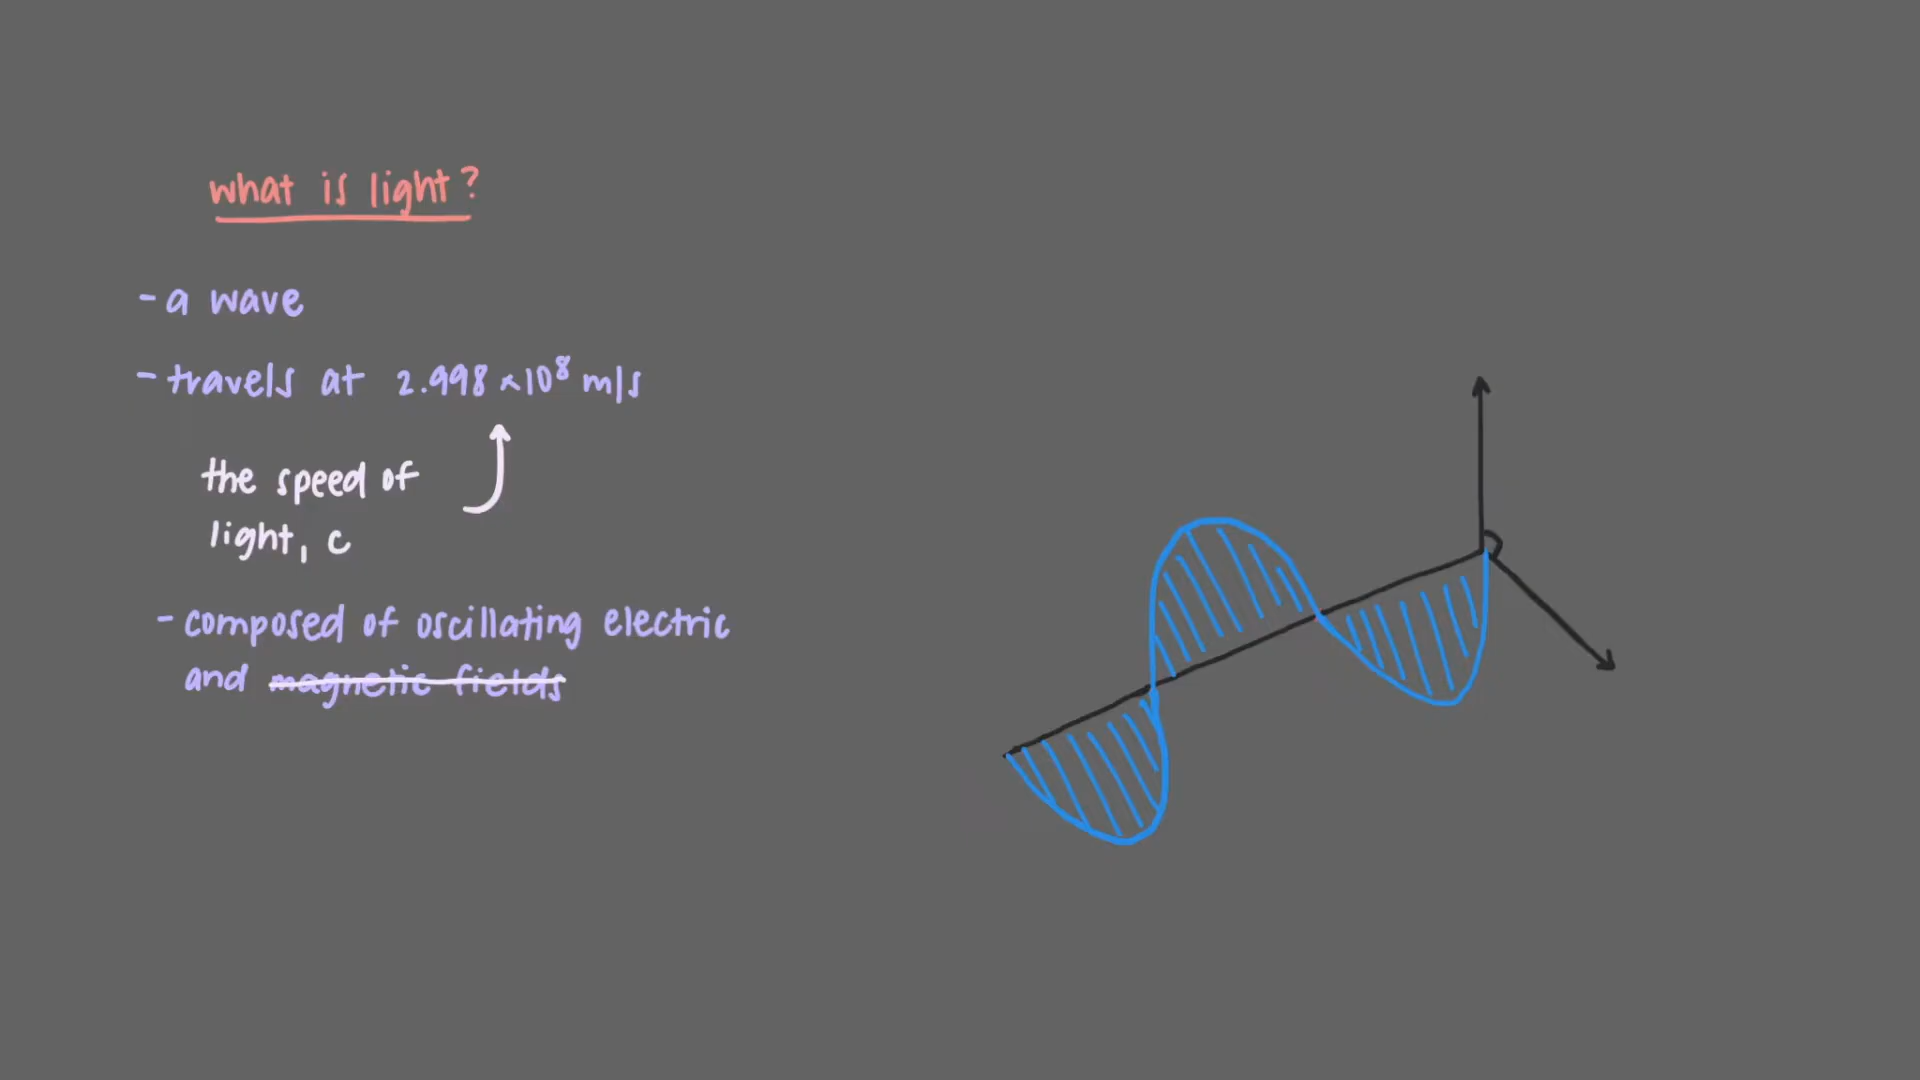 what is light?
- a wave
- travels at 2.998 × 10⁸ m/s
the speed of
light, c
- composed of oscillating electric
and magnetic fields